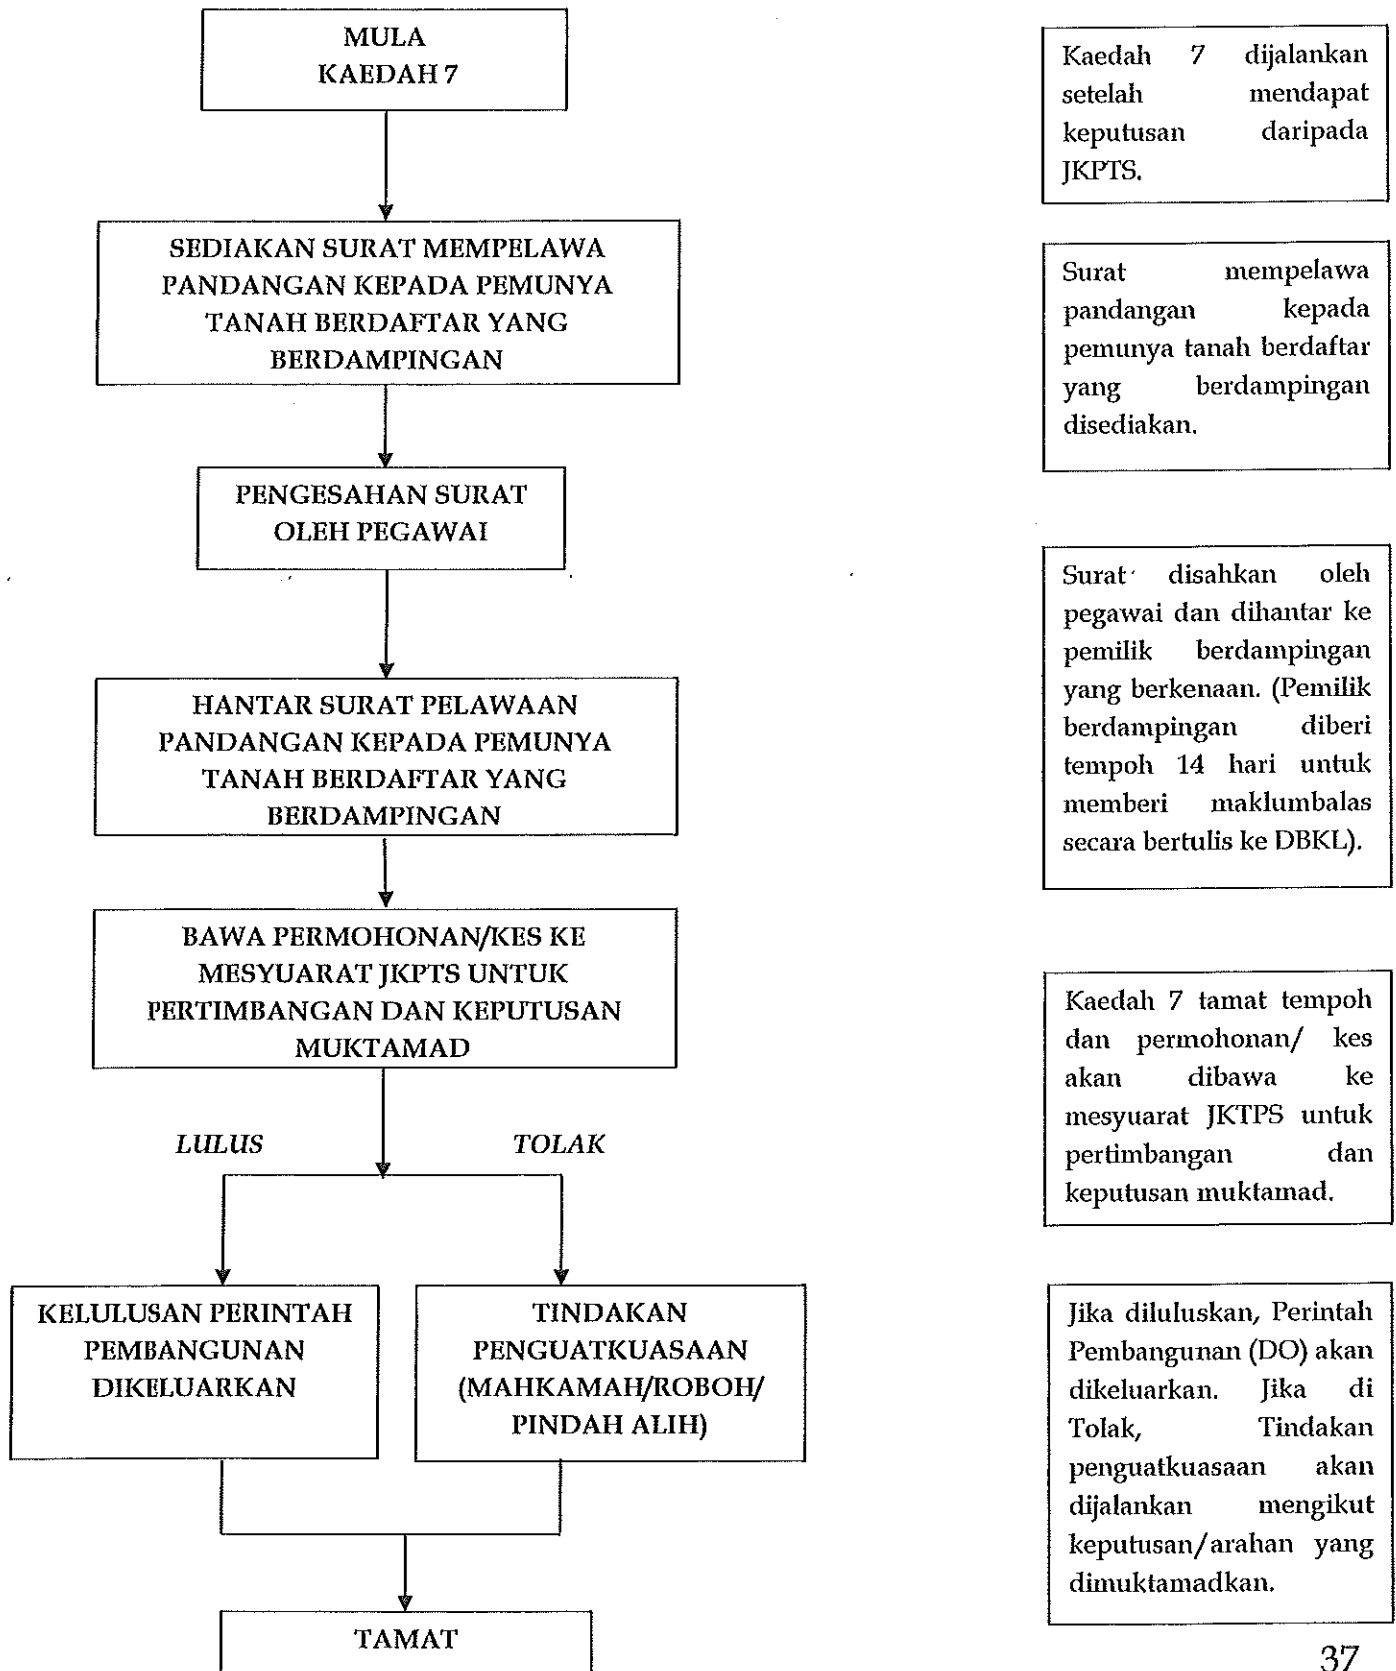 MULA
KAEDAH 7
SEDIAKAN SURAT MEMPELAWA
PANDANGAN KEPADA PEMUNYA
TANAH BERDAFTAR YANG
BERDAMPINGAN
PENGESAHAN SURAT
OLEH PEGAWAI
HANTAR SURAT PELAWAAN
PANDANGAN KEPADA PEMUNYA
TANAH BERDAFTAR YANG
BERDAMPINGAN
BAWA PERMOHONAN/KES KE
MESYUARAT JKPTS UNTUK
PERTIMBANGAN DAN KEPUTUSAN
MUKTAMAD
LULUS
TOLAK
KELULUSAN PERINTAH
PEMBANGUNAN
DIKELUARKAN
TINDAKAN
PENGUATKUASAAN
(MAHKAMAH/ROBOH/
PINDAH ALIH)
TAMAT
Kaedah 7 dijalankan
setelah mendapat
keputusan daripada
JKPTS.
Surat mempelawa
pandangan kepada
pemunya tanah berdaftar
yang berdampingan
disediakan.
Surat disahkan oleh
pegawai dan dihantar ke
pemilik berdampingan
yang berkenaan. (Pemilik
berdampingan diberi
tempoh 14 hari untuk
memberi maklumbalas
secara bertulis ke DBKL).
Kaedah 7 tamat tempoh
dan permohonan/ kes
akan dibawa ke
mesyuarat JKTPS untuk
pertimbangan dan
keputusan muktamad.
Jika diluluskan, Perintah
Pembangunan (DO) akan
dikeluarkan. Jika di
Tolak, Tindakan
penguatkuasaan akan
dijalankan mengikut
keputusan/arahan yang
dimuktamadkan.
37